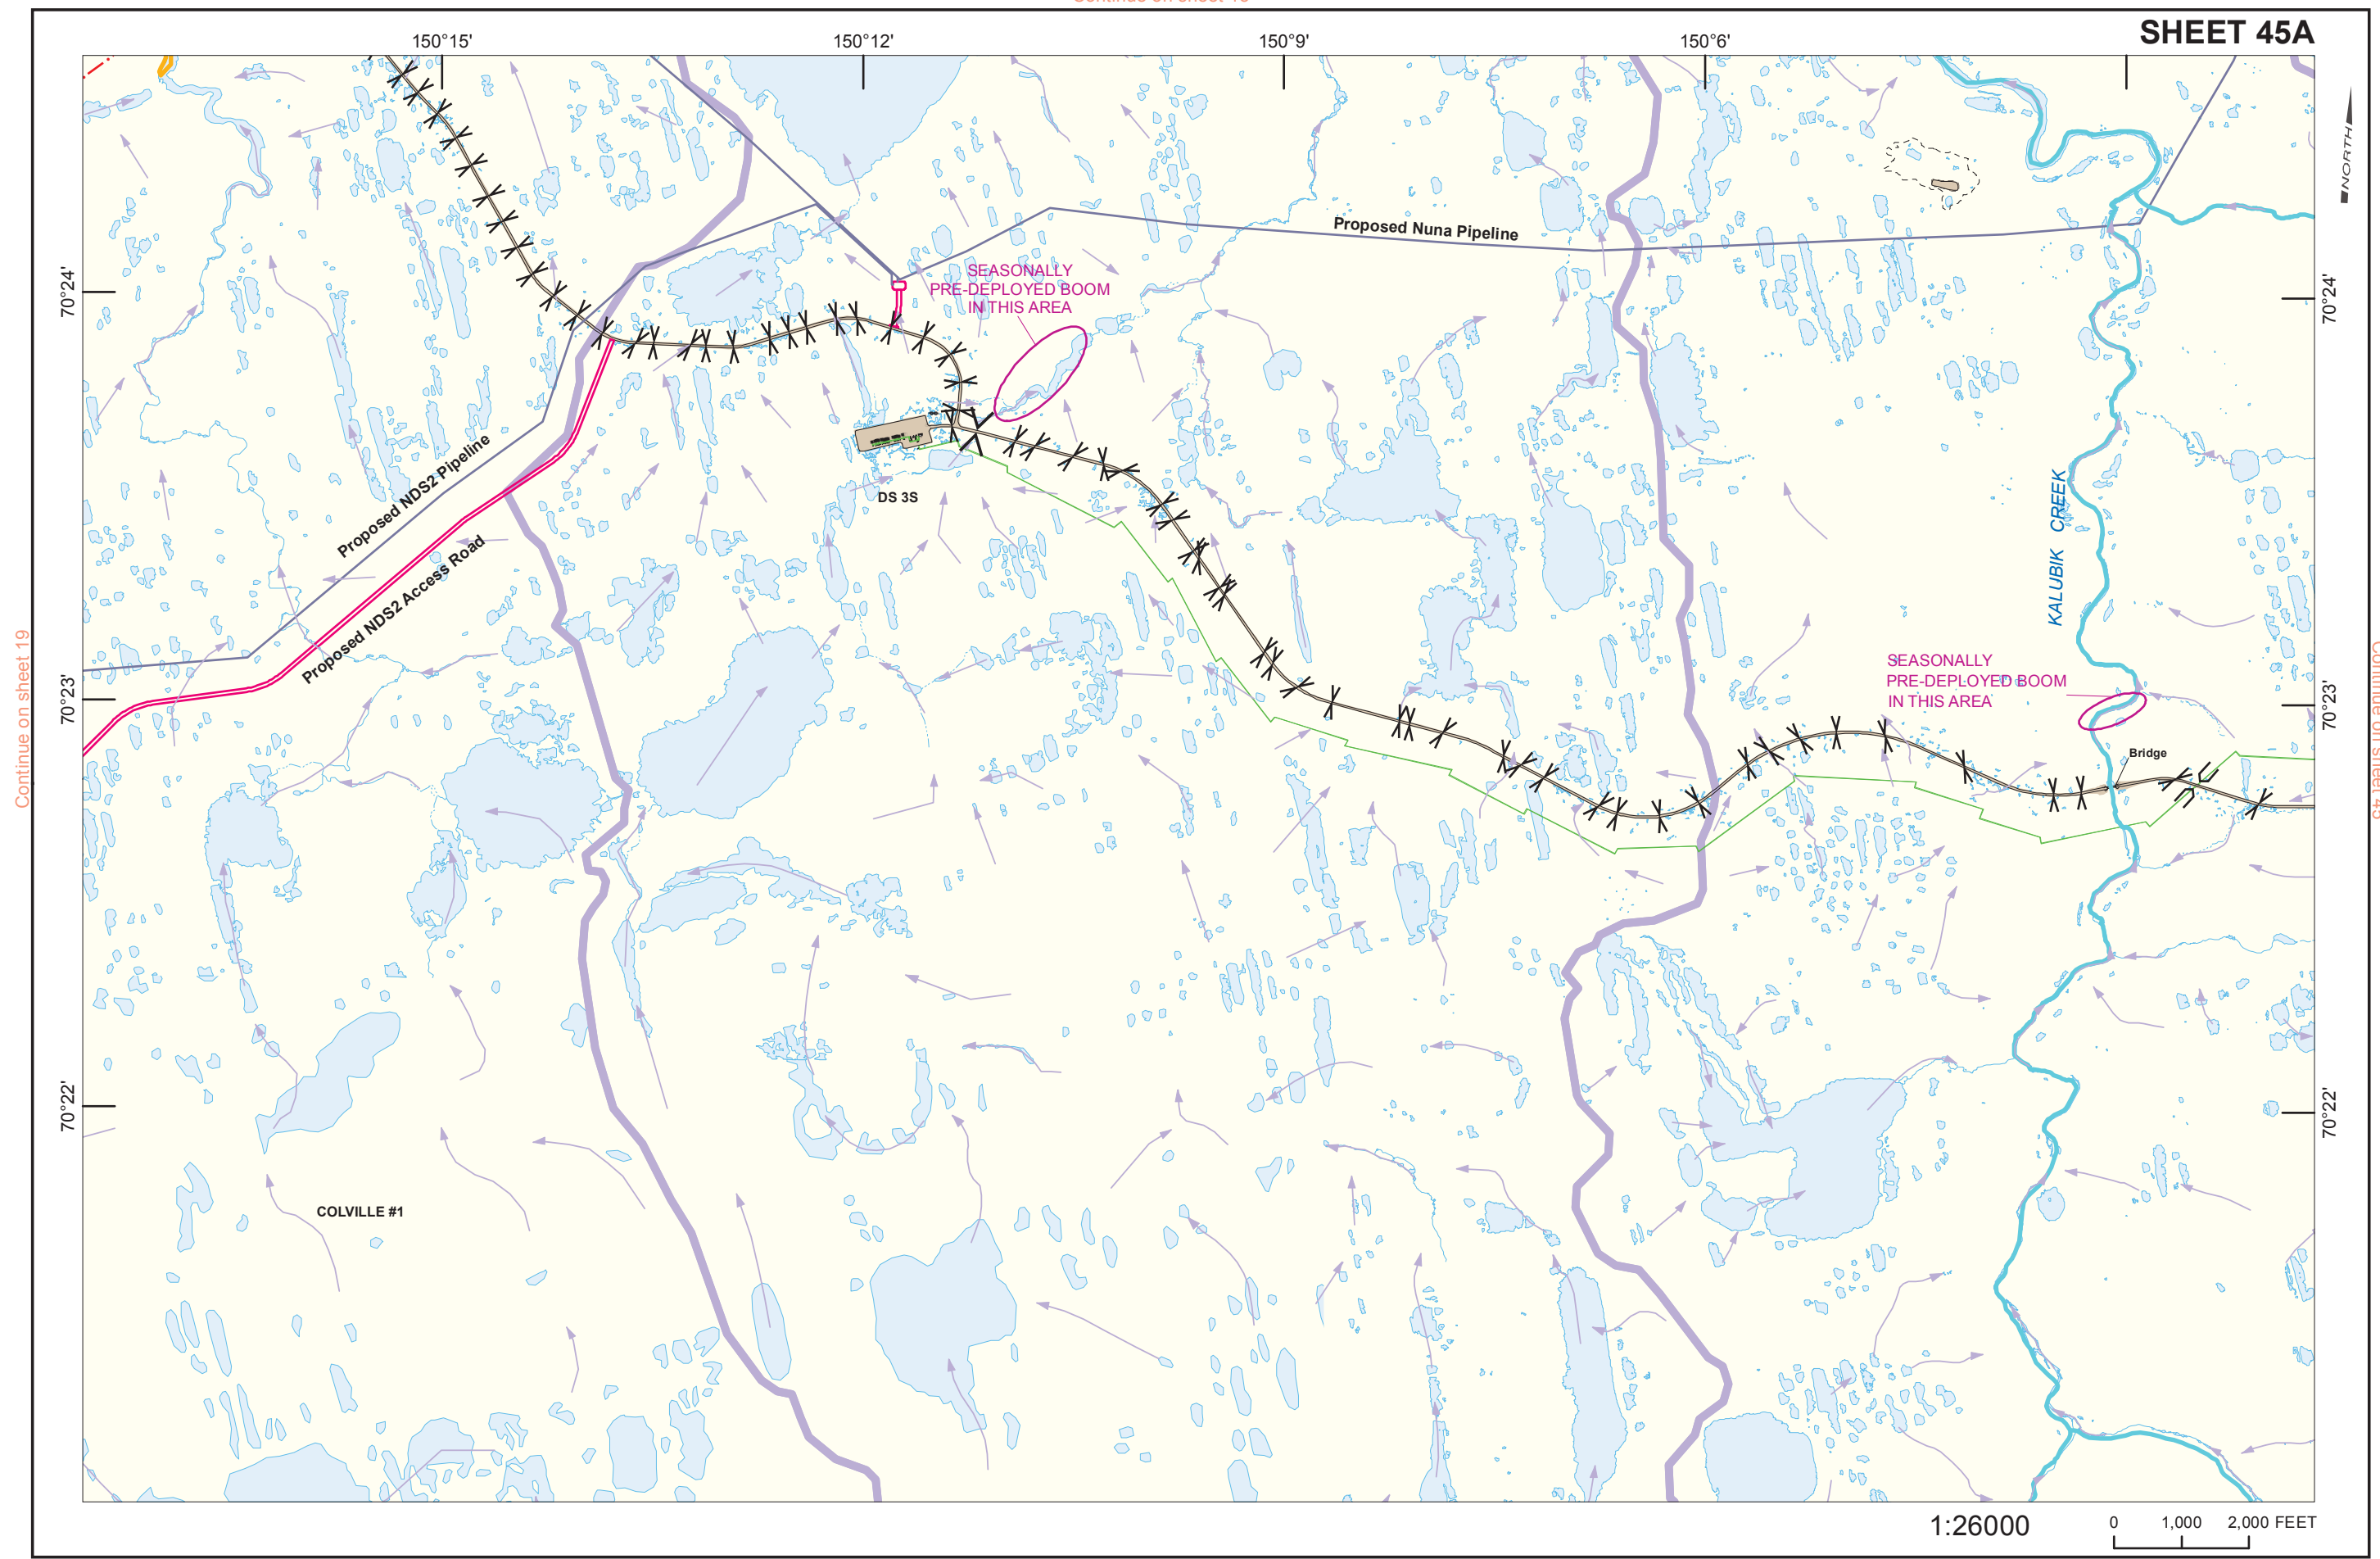 SHEET 45A
150°15'
150°12'
150°9'
150°6'
NORTH
Proposed Nuna Pipeline
70°24'
70°24'
SEASONALLY
PRE-DEPLOYED BOOM
IN THIS AREA
Proposed NDS2 Pipeline
DS 3S
Proposed NDS2 Access Road
KALUBIK CREEK
Continue on sheet 19
SEASONALLY
PRE-DEPLOYED BOOM
IN THIS AREA
70°23'
70°23'
Bridge
70°22'
70°22'
COLVILLE #1
1:26000
0 1,000 2,000 FEET